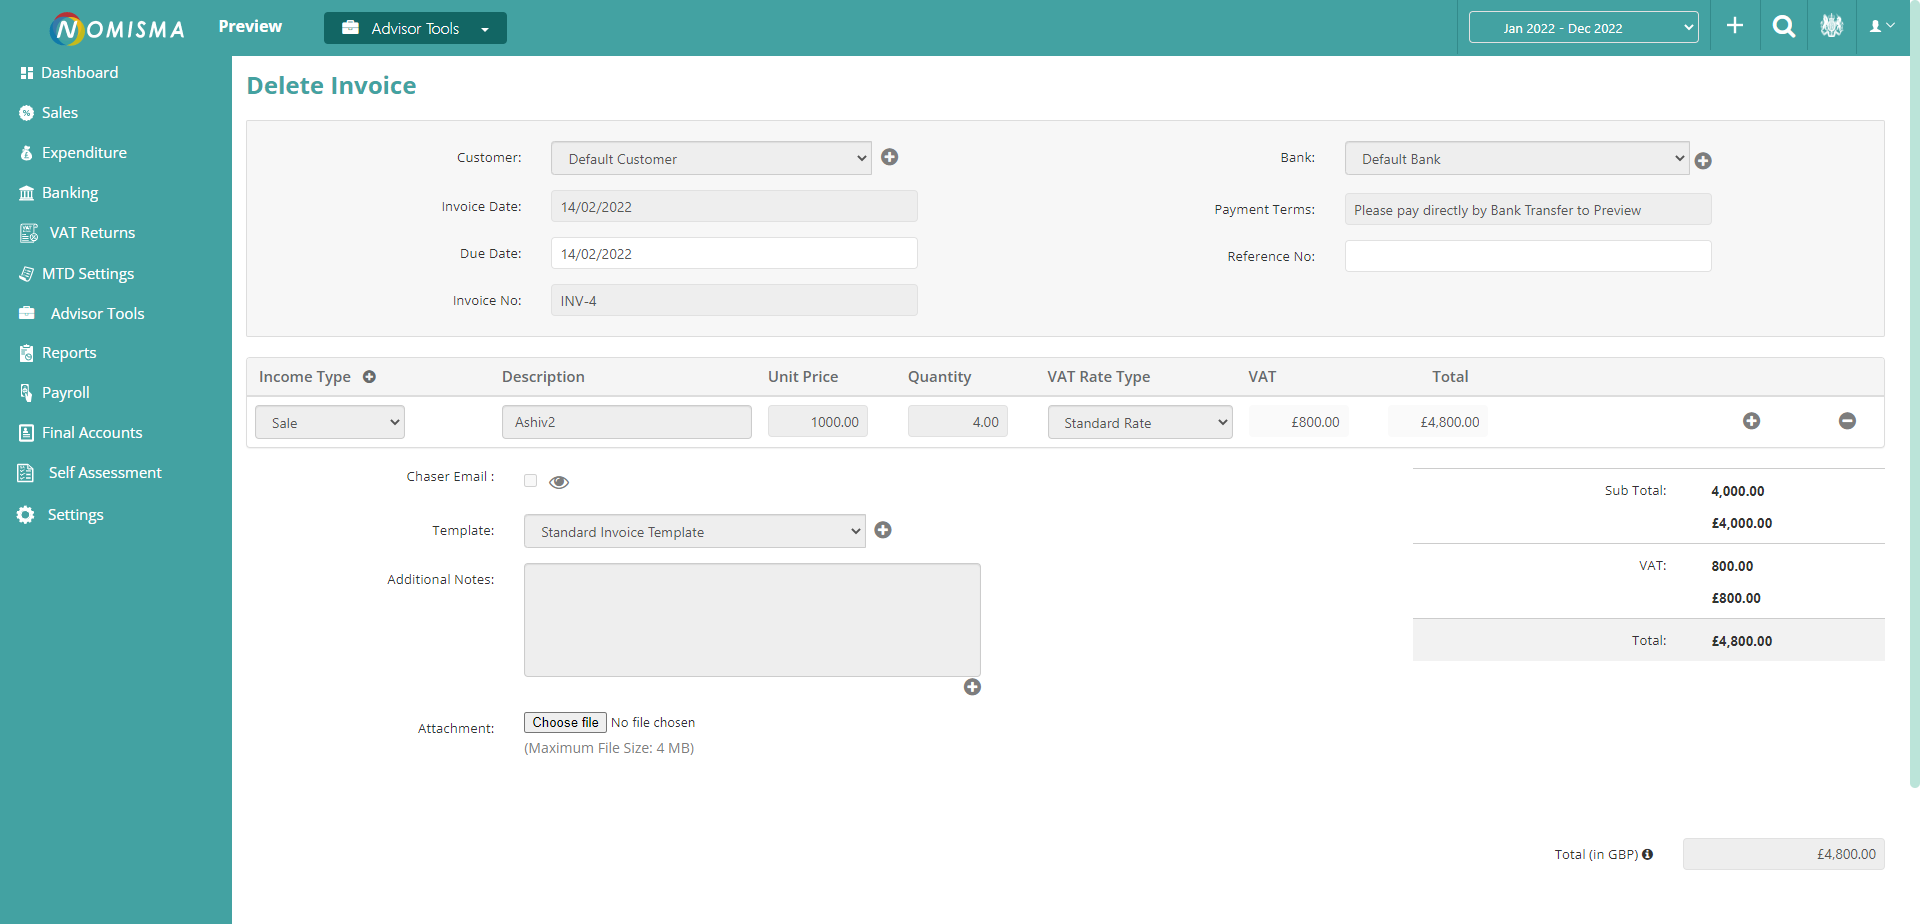 NOMISMA
Preview
Advisor Tools
Jan 2022 - Dec 2022
Dashboard
Sales
Expenditure
Banking
VAT Returns
MTD Settings
Advisor Tools
Reports
Payroll
Final Accounts
Self Assessment
Settings
Delete Invoice
Customer: Default Customer
Bank: Default Bank
Invoice Date: 14/02/2022
Payment Terms: Please pay directly by Bank Transfer to Preview
Due Date: 14/02/2022
Reference No:
Invoice No: INV-4
Income Type Description Unit Price Quantity VAT Rate Type VAT Total
Sale Ashiv2 1000.00 4.00 Standard Rate £800.00 £4,800.00
Chaser Email :
Template: Standard Invoice Template
Additional Notes:
Attachment: Choose file No file chosen
(Maximum File Size: 4 MB)
Sub Total: 4,000.00
£4,000.00
VAT: 800.00
£800.00
Total: £4,800.00
Total (in GBP) £4,800.00